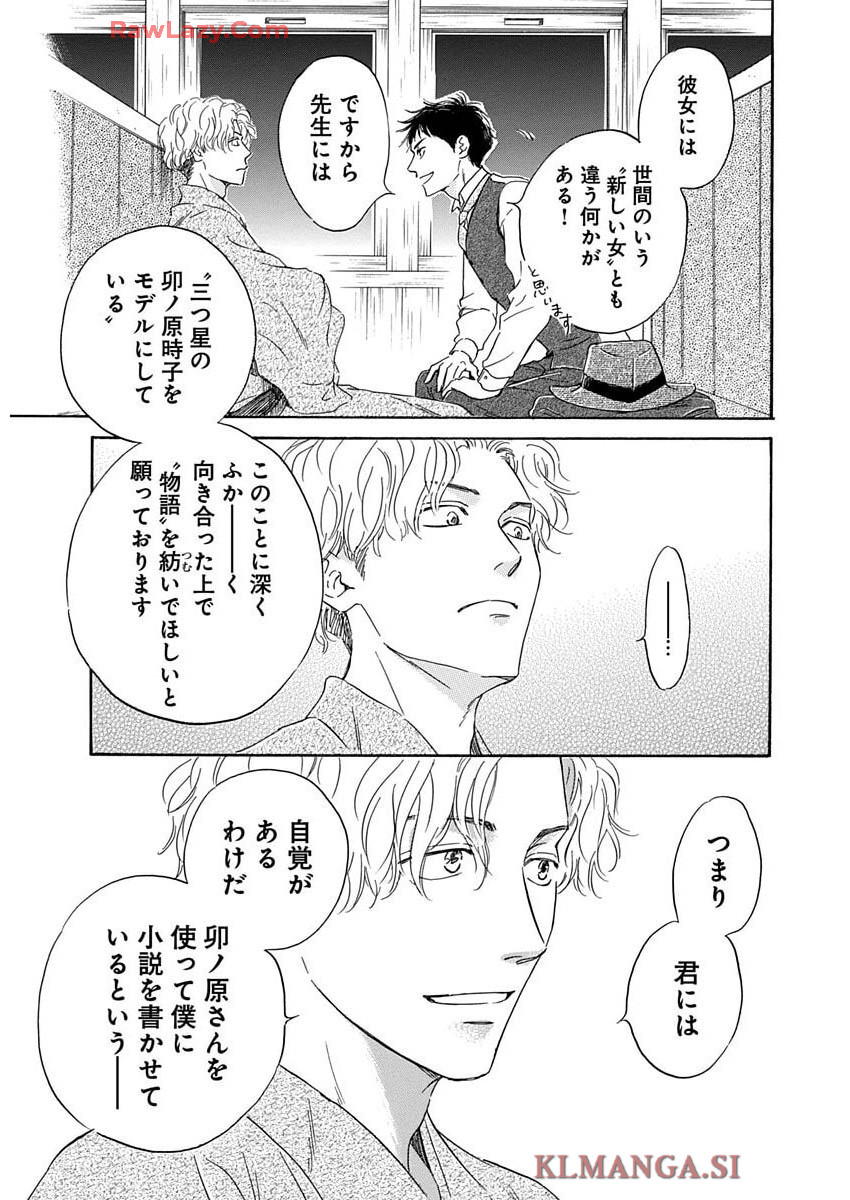 RawLazy.Com
彼女には
世間のいう
〝新しい女〟とも
違う何かが
ある！
と思います
ですから
先生には
〝三つ星の
卯ノ原時子を
モデルにして
いる〟
このことに深く
ふか――く
向き合った上で
〝物語〟を紡いでほしいと
つむ
願っております
――…
つまり
君には
自覚が
ある
わけだ
卯ノ原さんを
使って僕に
小説を書かせて
いるという――
KLMANGA.SI